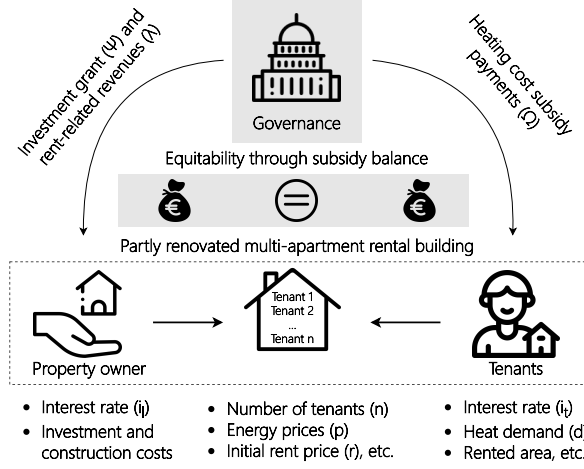 Investment grant (Ψ) and
rent-related revenues (λ)
Heating cost subsidy
payments (Ω)
Governance
Equitability through subsidy balance
€
=
€
Partly renovated multi-apartment rental building
Tenant 1
Tenant 2
...
Tenant n
Property owner
Tenants
• Interest rate (iₗ)
• Investment and
construction costs
• Number of tenants (n)
• Energy prices (p)
• Initial rent price (r), etc.
• Interest rate (iₜ)
• Heat demand (d)
• Rented area, etc.